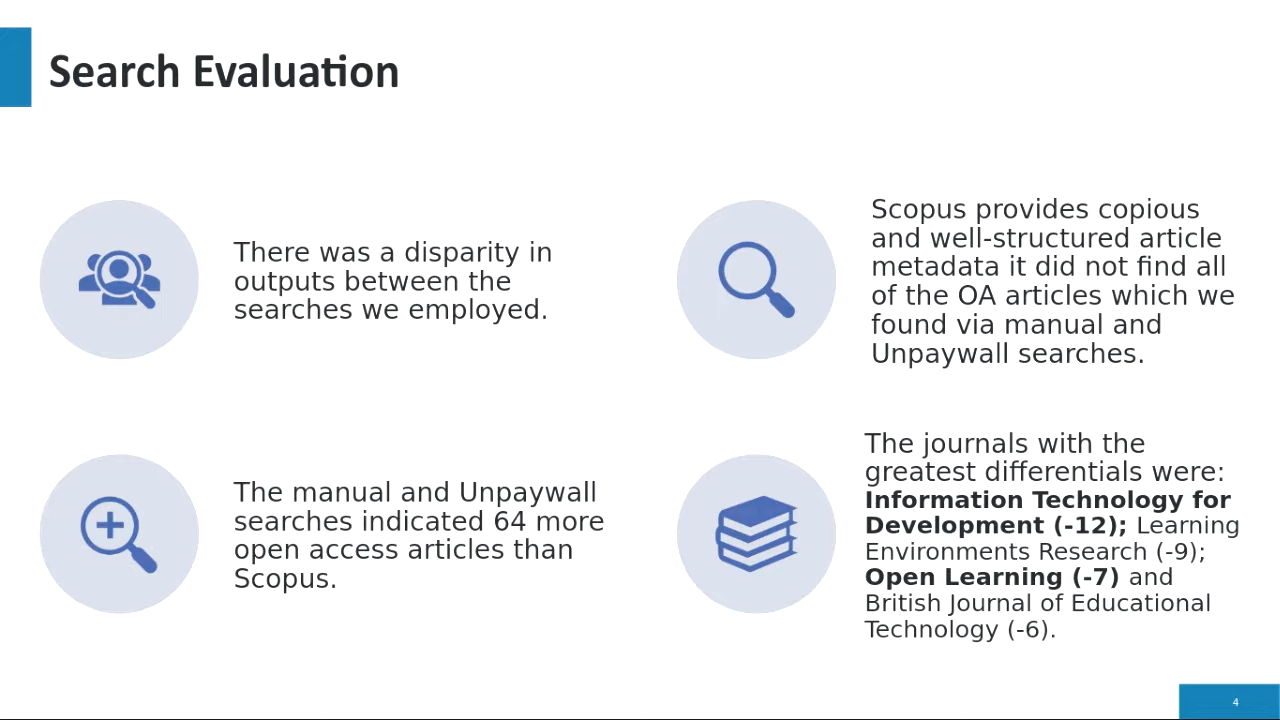 Search Evaluation
There was a disparity in
outputs between the
searches we employed.
Scopus provides copious
and well-structured article
metadata it did not find all
of the OA articles which we
found via manual and
Unpaywall searches.
The manual and Unpaywall
searches indicated 64 more
open access articles than
Scopus.
The journals with the
greatest differentials were:
Information Technology for
Development (-12); Learning
Environments Research (-9);
Open Learning (-7) and
British Journal of Educational
Technology (-6).
4